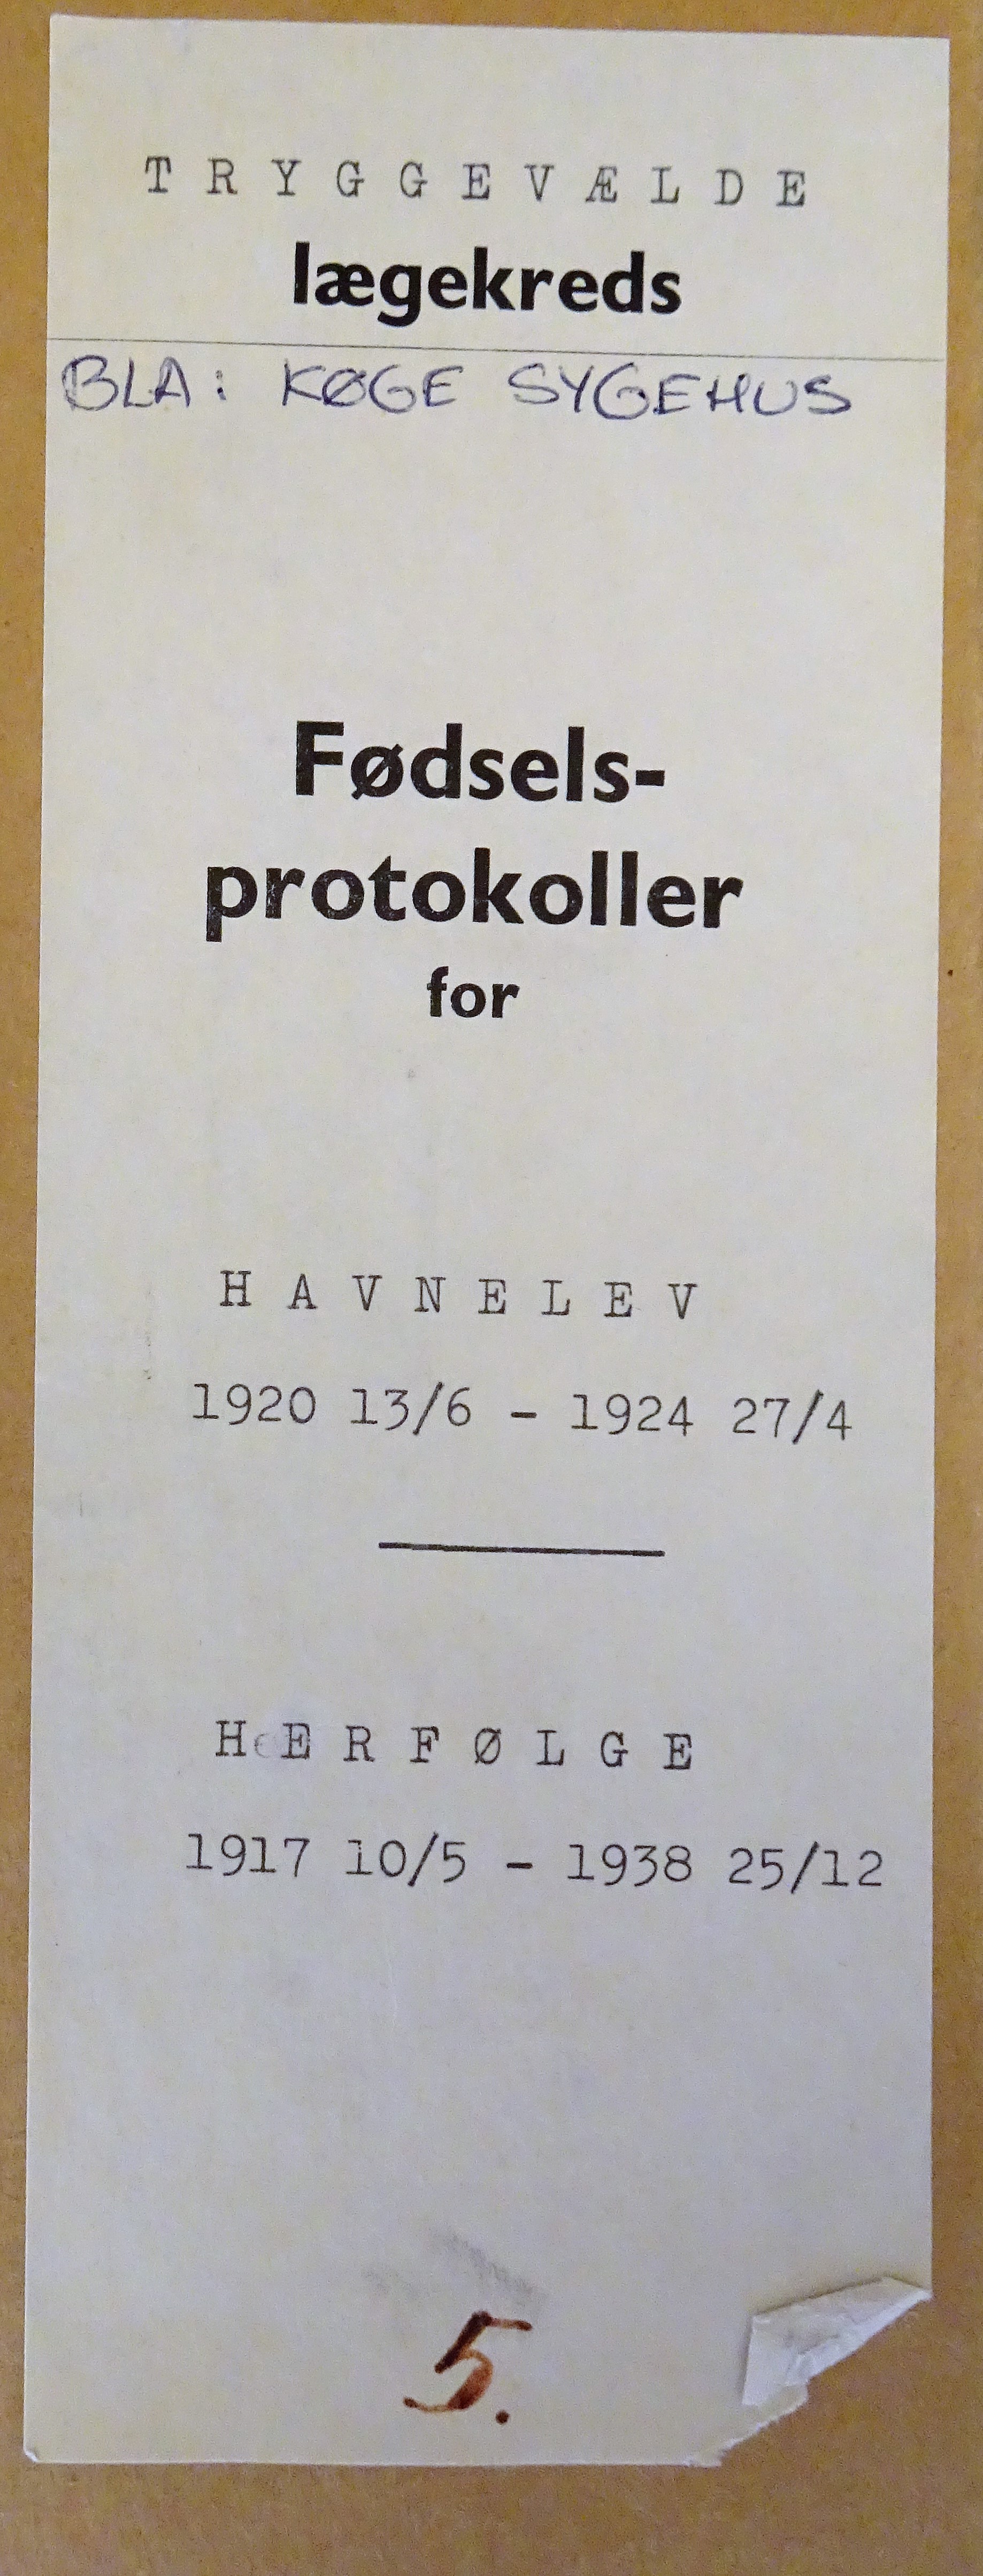 TRYGGEVÆLDE
lægekreds
BLA: KØGE SYGEHUS
Fødsels-
protokoller
for
HAVNELEV
1920 13/6 - 1924 27/4
HERFØLGE
1917 10/5 - 1938 25/12
5.